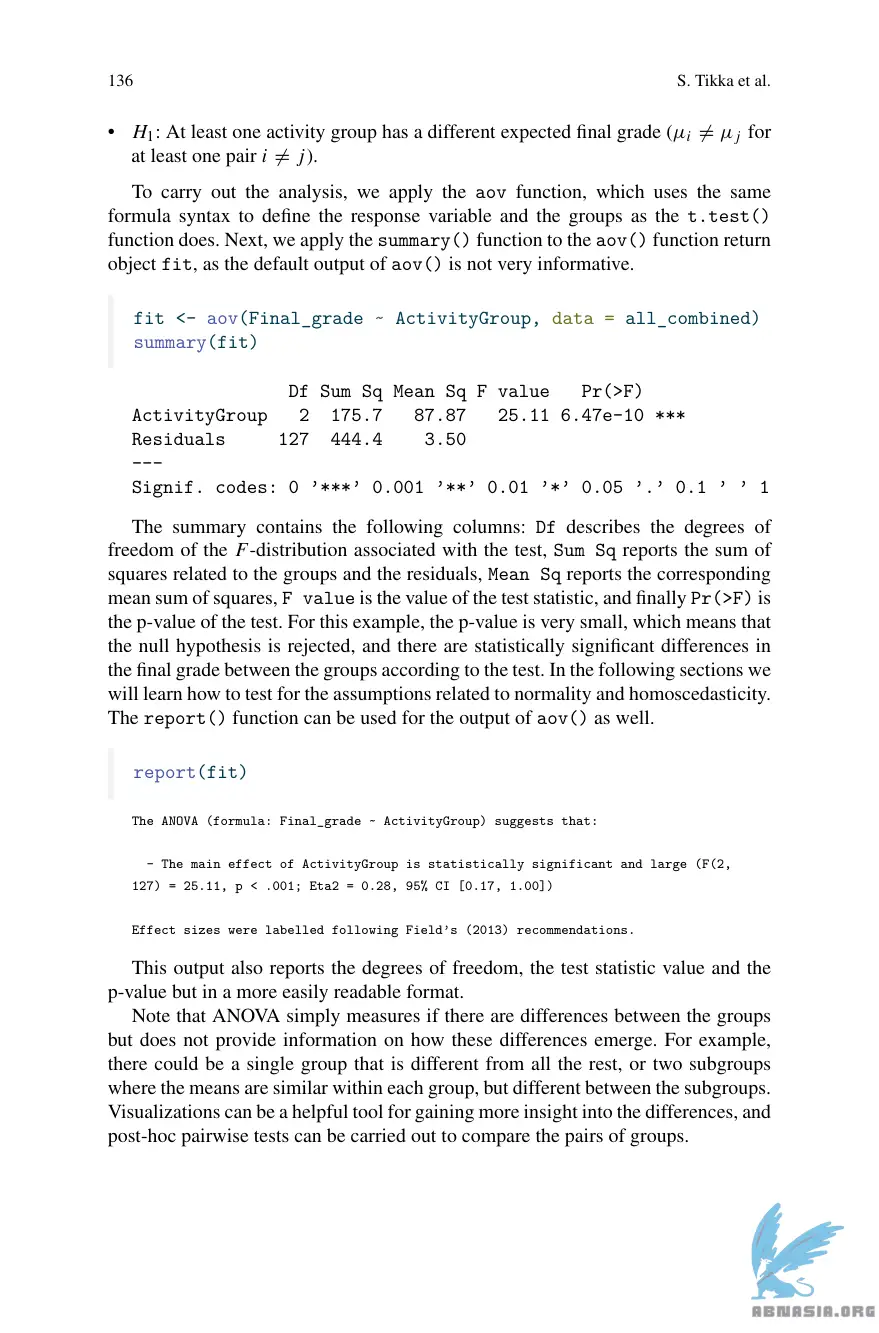 136 S. Tikka et al.
• H1: At least one activity group has a different expected final grade (μi ≠ μj for
at least one pair i ≠ j).
To carry out the analysis, we apply the aov function, which uses the same
formula syntax to define the response variable and the groups as the t.test()
function does. Next, we apply the summary() function to the aov() function return
object fit, as the default output of aov() is not very informative.
fit <- aov(Final_grade ~ ActivityGroup, data = all_combined)
summary(fit)
Df Sum Sq Mean Sq F value Pr(>F)
ActivityGroup 2 175.7 87.87 25.11 6.47e-10 ***
Residuals 127 444.4 3.50
---
Signif. codes: 0 ’***’ 0.001 ’**’ 0.01 ’*’ 0.05 ’.’ 0.1 ’ ’ 1
The summary contains the following columns: Df describes the degrees of
freedom of the F-distribution associated with the test, Sum Sq reports the sum of
squares related to the groups and the residuals, Mean Sq reports the corresponding
mean sum of squares, F value is the value of the test statistic, and finally Pr(>F) is
the p-value of the test. For this example, the p-value is very small, which means that
the null hypothesis is rejected, and there are statistically significant differences in
the final grade between the groups according to the test. In the following sections we
will learn how to test for the assumptions related to normality and homoscedasticity.
The report() function can be used for the output of aov() as well.
report(fit)
The ANOVA (formula: Final_grade ~ ActivityGroup) suggests that:
- The main effect of ActivityGroup is statistically significant and large (F(2,
127) = 25.11, p < .001; Eta2 = 0.28, 95% CI [0.17, 1.00])
Effect sizes were labelled following Field’s (2013) recommendations.
This output also reports the degrees of freedom, the test statistic value and the
p-value but in a more easily readable format.
Note that ANOVA simply measures if there are differences between the groups
but does not provide information on how these differences emerge. For example,
there could be a single group that is different from all the rest, or two subgroups
where the means are similar within each group, but different between the subgroups.
Visualizations can be a helpful tool for gaining more insight into the differences, and
post-hoc pairwise tests can be carried out to compare the pairs of groups.
ABNASIA.ORG